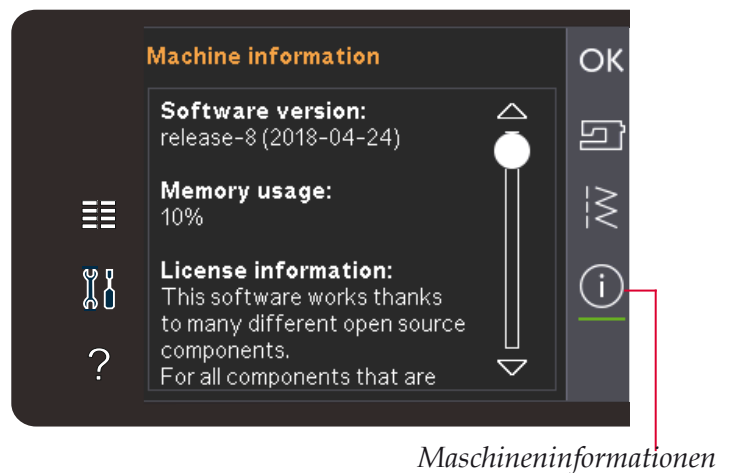 Machine information
OK
Software version:
release-8 (2018-04-24)
Memory usage:
10%
License information:
This software works thanks
to many different open source
components.
For all components that are
?
i
Maschineninformationen